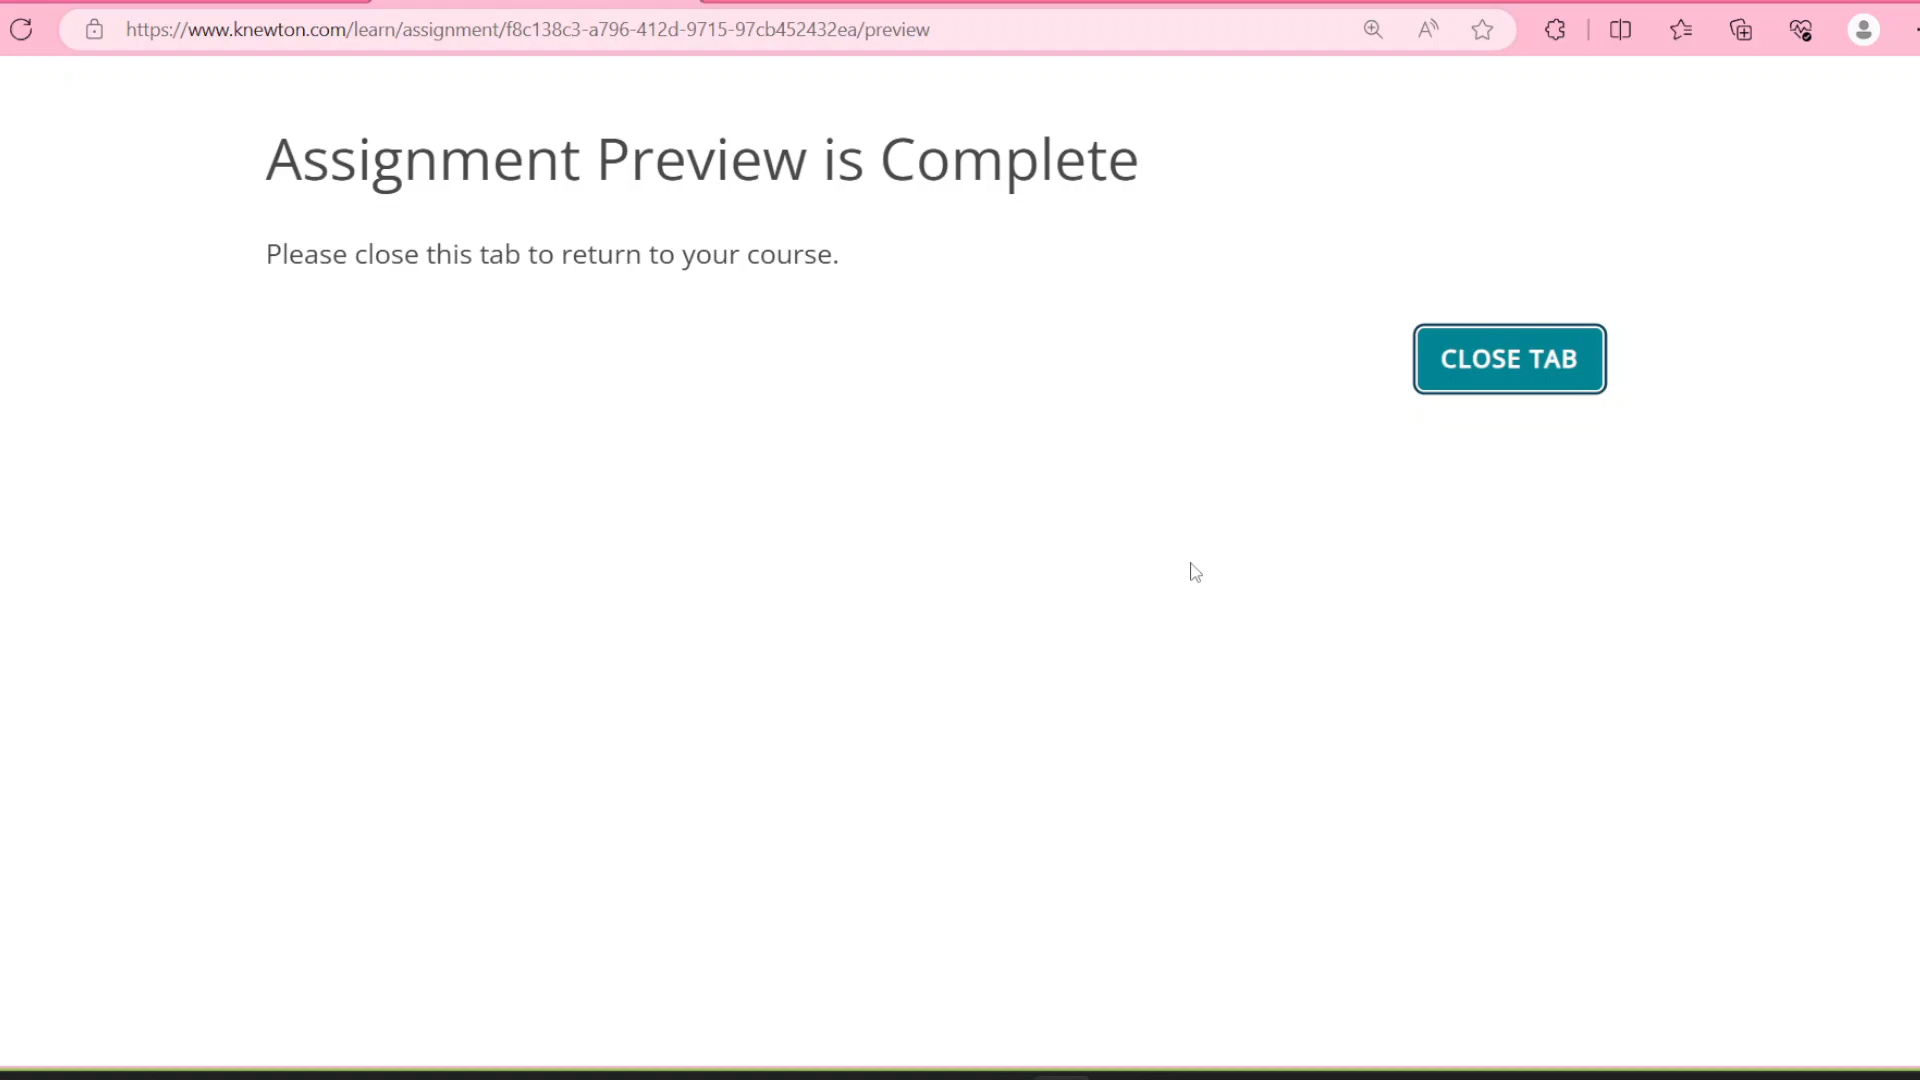 https://www.knewton.com/learn/assignment/f8c138c3-a796-412d-9715-97cb452432ea/preview
Assignment Preview is Complete
Please close this tab to return to your course.
CLOSE TAB